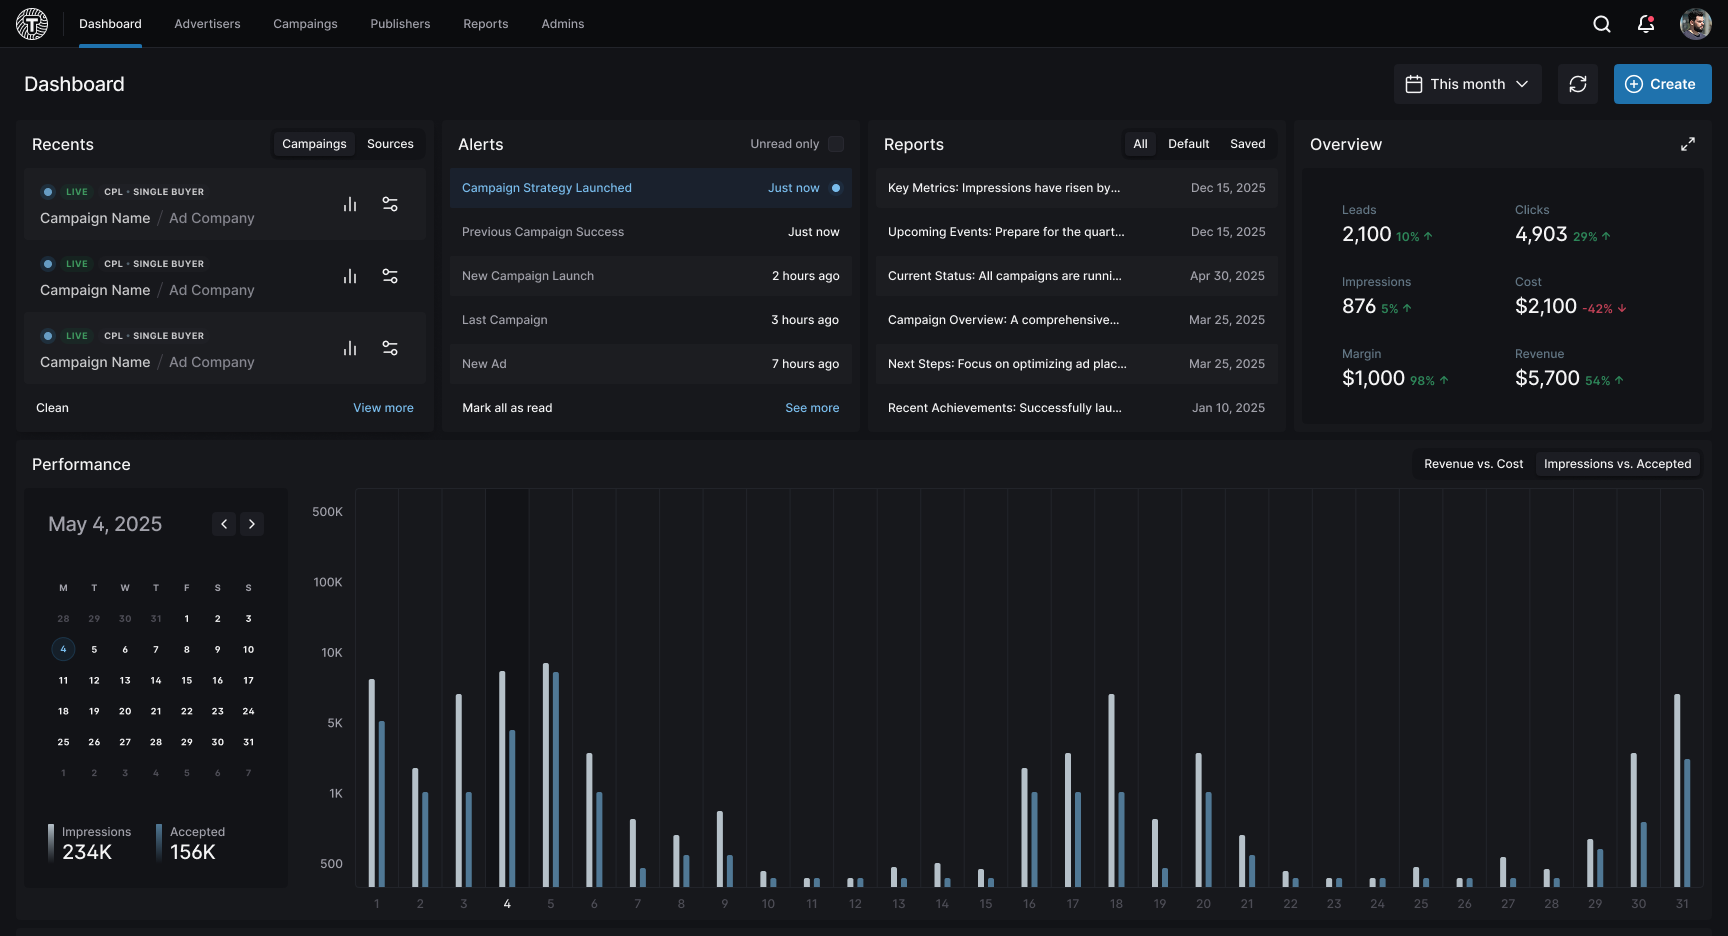 Dashboard Advertisers Campaings Publishers Reports Admins
Dashboard
This month
Create
Recents
Campaings Sources
LIVE CPL • SINGLE BUYER
Campaign Name / Ad Company
LIVE CPL • SINGLE BUYER
Campaign Name / Ad Company
LIVE CPL • SINGLE BUYER
Campaign Name / Ad Company
Clean View more
Alerts
Unread only
Campaign Strategy Launched Just now
Previous Campaign Success Just now
New Campaign Launch 2 hours ago
Last Campaign 3 hours ago
New Ad 7 hours ago
Mark all as read See more
Reports
All Default Saved
Key Metrics: Impressions have risen by... Dec 15, 2025
Upcoming Events: Prepare for the quart... Dec 15, 2025
Current Status: All campaigns are runni... Apr 30, 2025
Campaign Overview: A comprehensive... Mar 25, 2025
Next Steps: Focus on optimizing ad plac... Mar 25, 2025
Recent Achievements: Successfully lau... Jan 10, 2025
Overview
Leads Clicks
2,100 10% ↑ 4,903 29% ↑
Impressions Cost
876 5% ↑ $2,100 -42% ↓
Margin Revenue
$1,000 98% ↑ $5,700 54% ↑
Performance
Revenue vs. Cost Impressions vs. Accepted
May 4, 2025
M T W T F S S
28 29 30 31 1 2 3
4 5 6 7 8 9 10
11 12 13 14 15 16 17
18 19 20 21 22 23 24
25 26 27 28 29 30 31
1 2 3 4 5 6 7
Impressions Accepted
234K 156K
500K
100K
10K
5K
1K
500
1 2 3 4 5 6 7 8 9 10 11 12 13 14 15 16 17 18 19 20 21 22 23 24 25 26 27 28 29 30 31